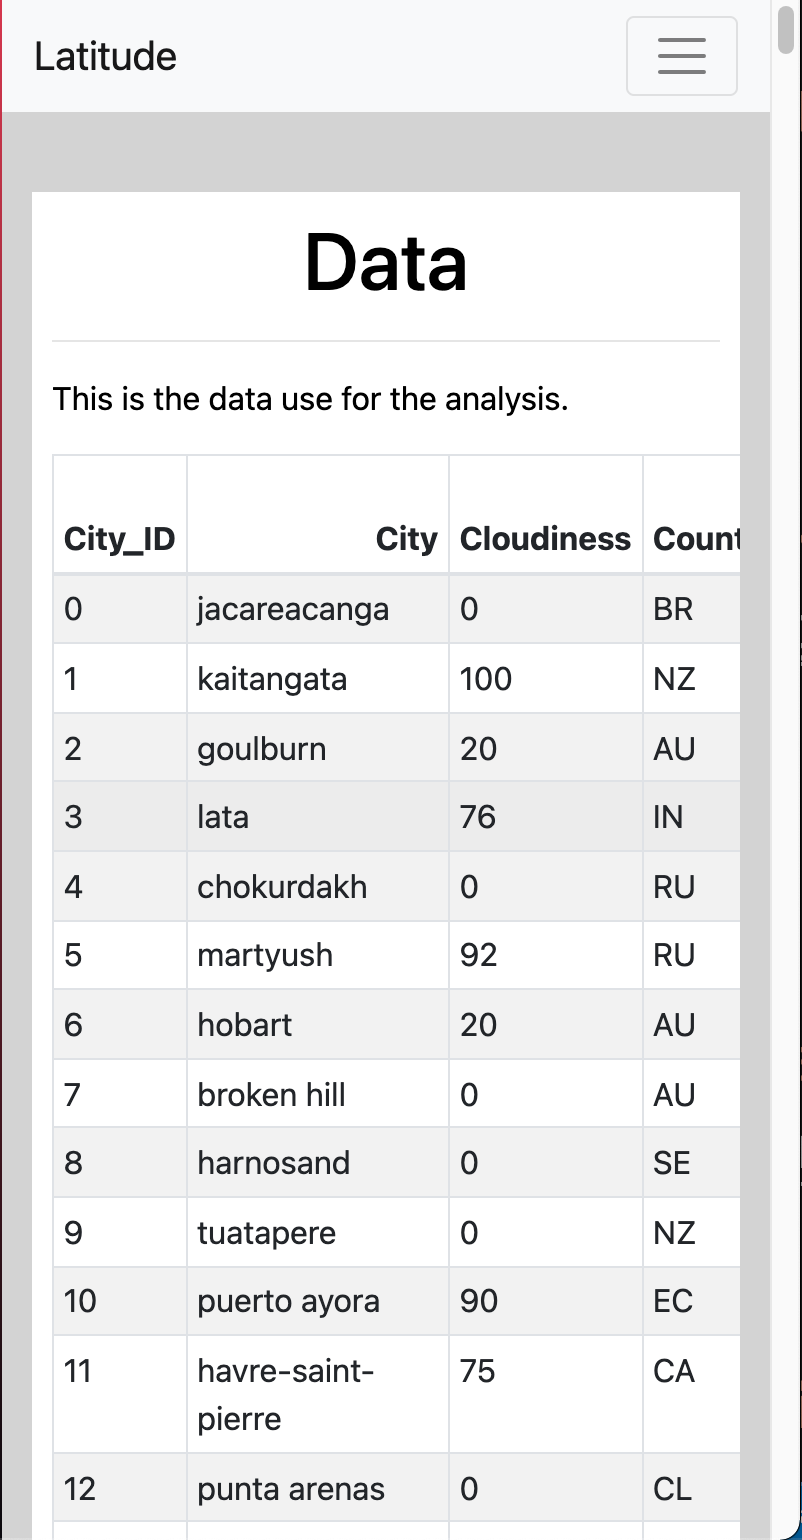 Latitude
Data
This is the data use for the analysis.
City_ID City Cloudiness Count
0 jacareacanga 0 BR
1 kaitangata 100 NZ
2 goulburn 20 AU
3 lata 76 IN
4 chokurdakh 0 RU
5 martyush 92 RU
6 hobart 20 AU
7 broken hill 0 AU
8 harnosand 0 SE
9 tuatapere 0 NZ
10 puerto ayora 90 EC
11 havre-saint- 75 CA
pierre
12 punta arenas 0 CL